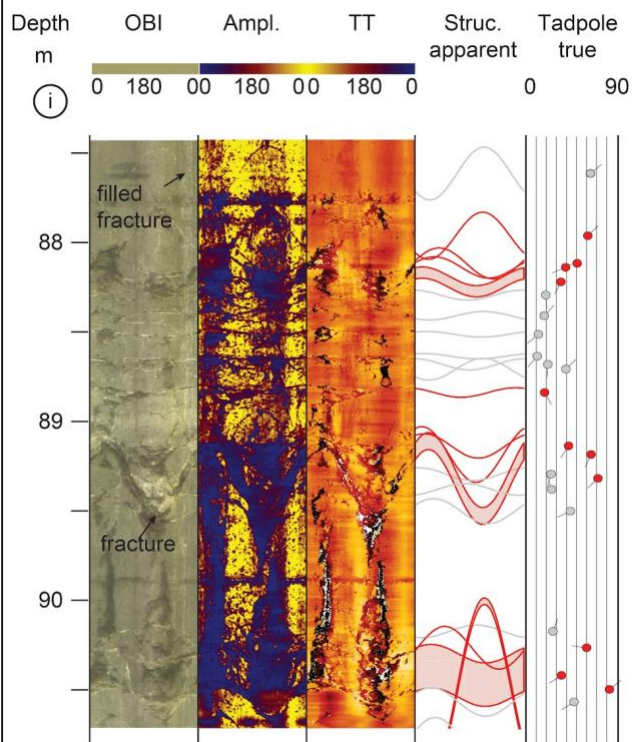 Depth OBI Ampl. TT Struc. Tadpole
m apparent true
0 180 0 0 180 0 0 180 0 0 90
i
filled
fracture
88
89
fracture
90